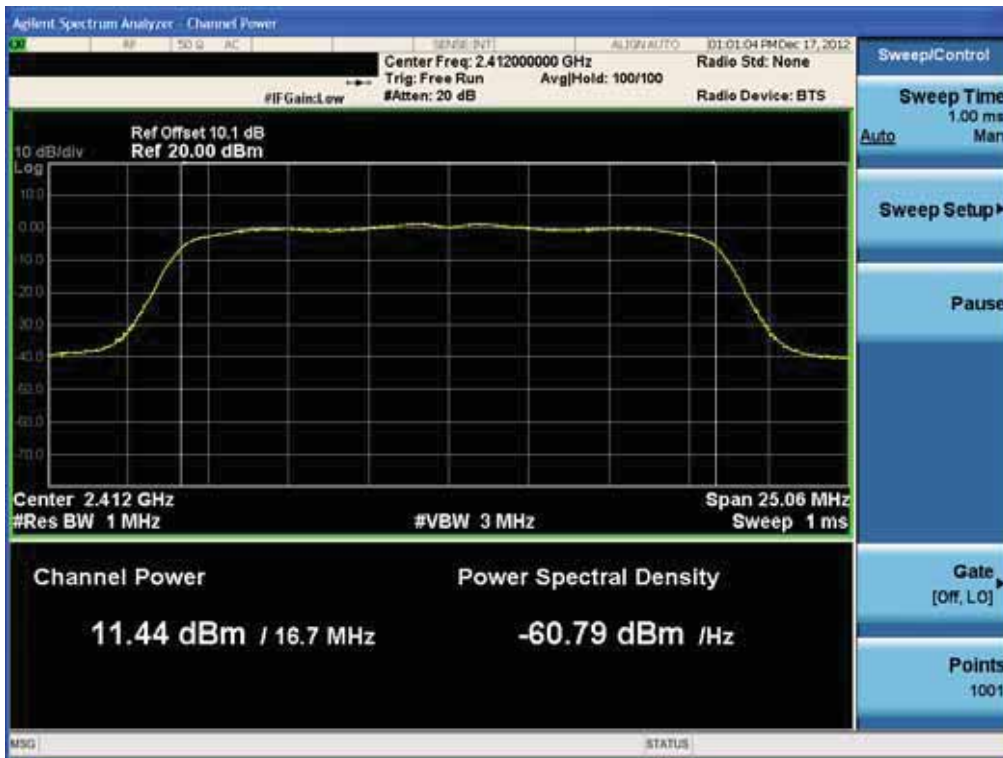 Agilent Spectrum Analyzer - Channel Power
RF 50 Ω AC SENSE:INT ALIGN AUTO 01:01:04 PM Dec 17, 2012
Center Freq: 2.412000000 GHz Radio Std: None
Trig: Free Run Avg|Hold: 100/100
#IFGain:Low #Atten: 20 dB Radio Device: BTS
Ref Offset 10.1 dB
10 dB/div Ref 20.00 dBm
Log
10.0
0.00
-10.0
-20.0
-30.0
-40.0
-50.0
-60.0
-70.0
Center 2.412 GHz Span 25.06 MHz
#Res BW 1 MHz #VBW 3 MHz Sweep 1 ms
Channel Power Power Spectral Density
11.44 dBm / 16.7 MHz -60.79 dBm /Hz
MSG STATUS
Sweep/Control
Sweep Time
1.00 ms
Auto Man
Sweep Setup
Pause
Gate
[Off, LO]
Points
1001